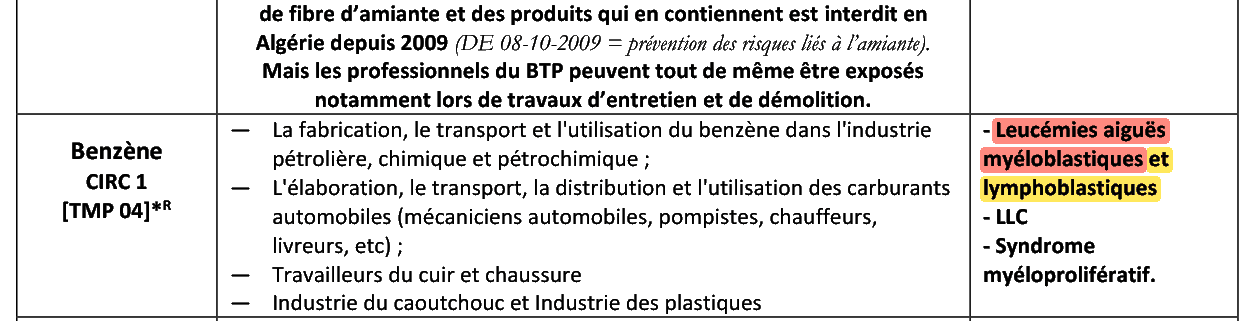 de fibre d’amiante et des produits qui en contiennent est interdit en
Algérie depuis 2009 (DE 08-10-2009 = prévention des risques liés à l’amiante).
Mais les professionnels du BTP peuvent tout de même être exposés
notamment lors de travaux d’entretien et de démolition.
Benzène
CIRC 1
[TMP 04]*ᴿ
— La fabrication, le transport et l'utilisation du benzène dans l'industrie
pétrolière, chimique et pétrochimique ;
— L'élaboration, le transport, la distribution et l'utilisation des carburants
automobiles (mécaniciens automobiles, pompistes, chauffeurs,
livreurs, etc) ;
— Travailleurs du cuir et chaussure
— Industrie du caoutchouc et Industrie des plastiques
- Leucémies aiguës
myéloblastiques et
lymphoblastiques
- LLC
- Syndrome
myéloprolifératif.